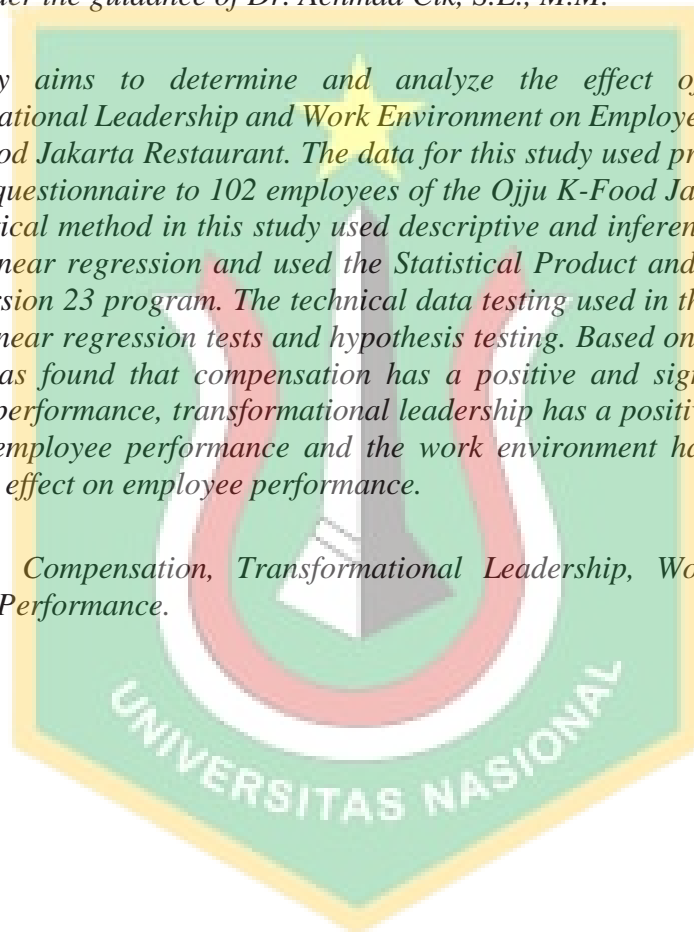 der the guidance of Dr. Achmad Cik, S.E., M.M.
y aims to determine and analyze the effect of
ational Leadership and Work Environment on Employe
od Jakarta Restaurant. The data for this study used pr
questionnaire to 102 employees of the Ojju K-Food Ja
ical method in this study used descriptive and inferen
near regression and used the Statistical Product and
rsion 23 program. The technical data testing used in th
near regression tests and hypothesis testing. Based on
as found that compensation has a positive and sig
performance, transformational leadership has a positiv
employee performance and the work environment ha
effect on employee performance.
Compensation, Transformational Leadership, Wo
Performance.
UNIVERSITAS NASIONAL